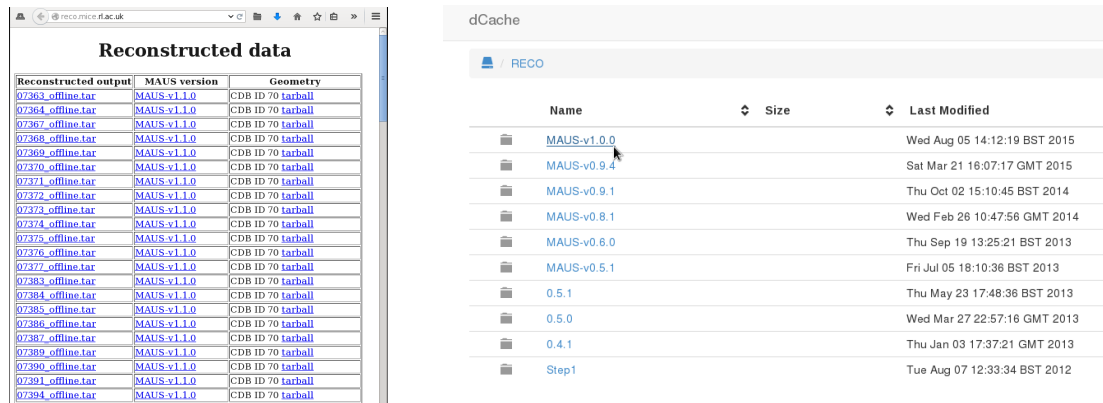 reco.mice.rl.ac.uk
Reconstructed data
Reconstructed output MAUS version Geometry
07363_offline.tar MAUS-v1.1.0 CDB ID 70 tarball
07364_offline.tar MAUS-v1.1.0 CDB ID 70 tarball
07367_offline.tar MAUS-v1.1.0 CDB ID 70 tarball
07368_offline.tar MAUS-v1.1.0 CDB ID 70 tarball
07369_offline.tar MAUS-v1.1.0 CDB ID 70 tarball
07370_offline.tar MAUS-v1.1.0 CDB ID 70 tarball
07371_offline.tar MAUS-v1.1.0 CDB ID 70 tarball
07372_offline.tar MAUS-v1.1.0 CDB ID 70 tarball
07373_offline.tar MAUS-v1.1.0 CDB ID 70 tarball
07374_offline.tar MAUS-v1.1.0 CDB ID 70 tarball
07375_offline.tar MAUS-v1.1.0 CDB ID 70 tarball
07376_offline.tar MAUS-v1.1.0 CDB ID 70 tarball
07377_offline.tar MAUS-v1.1.0 CDB ID 70 tarball
07383_offline.tar MAUS-v1.1.0 CDB ID 70 tarball
07384_offline.tar MAUS-v1.1.0 CDB ID 70 tarball
07385_offline.tar MAUS-v1.1.0 CDB ID 70 tarball
07386_offline.tar MAUS-v1.1.0 CDB ID 70 tarball
07387_offline.tar MAUS-v1.1.0 CDB ID 70 tarball
07389_offline.tar MAUS-v1.1.0 CDB ID 70 tarball
07390_offline.tar MAUS-v1.1.0 CDB ID 70 tarball
07391_offline.tar MAUS-v1.1.0 CDB ID 70 tarball
07394_offline.tar MAUS-v1.1.0 CDB ID 70 tarball
dCache
/ RECO
Name Size Last Modified
MAUS-v1.0.0 Wed Aug 05 14:12:19 BST 2015
MAUS-v0.9.4 Sat Mar 21 16:07:17 GMT 2015
MAUS-v0.9.1 Thu Oct 02 15:10:45 BST 2014
MAUS-v0.8.1 Wed Feb 26 10:47:56 GMT 2014
MAUS-v0.6.0 Thu Sep 19 13:25:21 BST 2013
MAUS-v0.5.1 Fri Jul 05 18:10:36 BST 2013
0.5.1 Thu May 23 17:48:36 BST 2013
0.5.0 Wed Mar 27 22:57:16 GMT 2013
0.4.1 Thu Jan 03 17:37:21 GMT 2013
Step1 Tue Aug 07 12:33:34 BST 2012